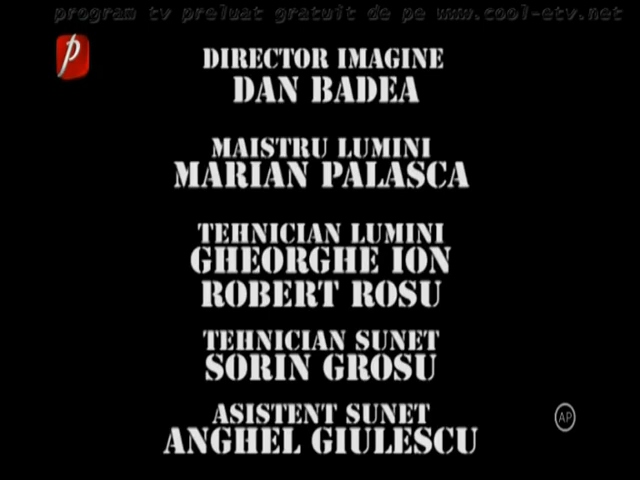 program tv preluat gratuit de pe www.cool-etv.net
p
DIRECTOR IMAGINE
DAN BADEA
MAISTRU LUMINI
MARIAN PALASCA
TEHNICIAN LUMINI
GHEORGHE ION
ROBERT ROSU
TEHNICIAN SUNET
SORIN GROSU
ASISTENT SUNET
AP
ANGHEL GIULESCU